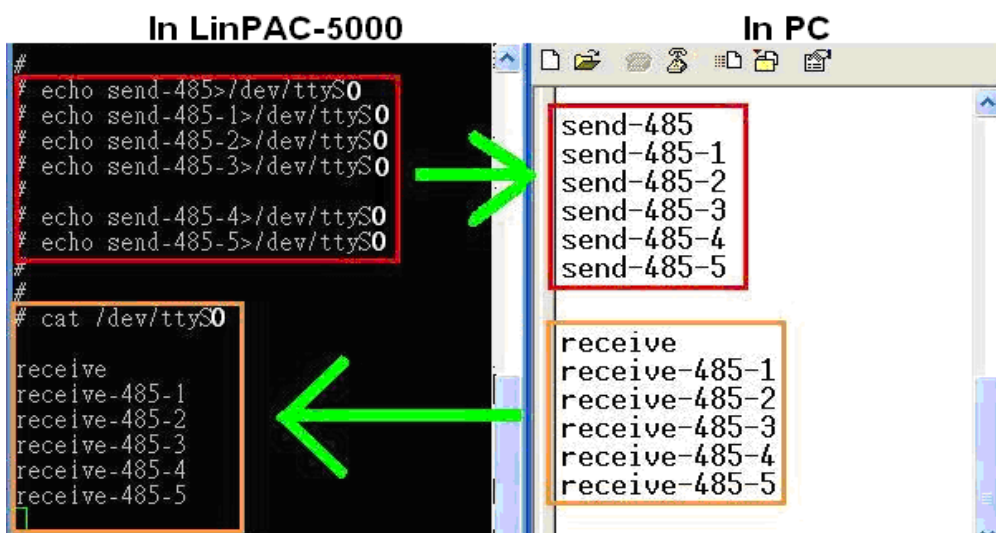 In LinPAC-5000
#
# echo send-485>/dev/ttyS0
# echo send-485-1>/dev/ttyS0
# echo send-485-2>/dev/ttyS0
# echo send-485-3>/dev/ttyS0
#
# echo send-485-4>/dev/ttyS0
# echo send-485-5>/dev/ttyS0
#
#
# cat /dev/ttyS0
receive
receive-485-1
receive-485-2
receive-485-3
receive-485-4
receive-485-5
In PC
send-485
send-485-1
send-485-2
send-485-3
send-485-4
send-485-5
receive
receive-485-1
receive-485-2
receive-485-3
receive-485-4
receive-485-5